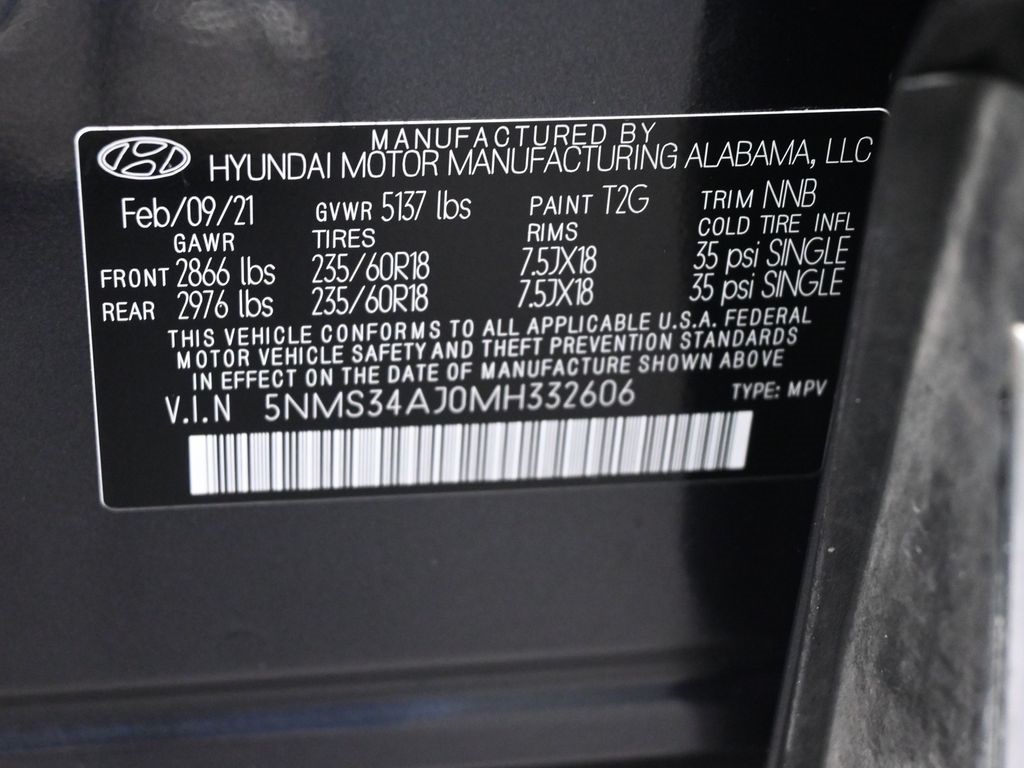 MANUFACTURED BY
HYUNDAI MOTOR MANUFACTURING ALABAMA, LLC
Feb/09/21 GVWR 5137 lbs PAINT T2G TRIM NNB
GAWR TIRES RIMS COLD TIRE INFL
FRONT 2866 lbs 235/60R18 7.5JX18 35 psi SINGLE
REAR 2976 lbs 235/60R18 7.5JX18 35 psi SINGLE
THIS VEHICLE CONFORMS TO ALL APPLICABLE U.S.A. FEDERAL
MOTOR VEHICLE SAFETY AND THEFT PREVENTION STANDARDS
IN EFFECT ON THE DATE OF MANUFACTURE SHOWN ABOVE
V.I.N 5NMS34AJ0MH332606 TYPE: MPV